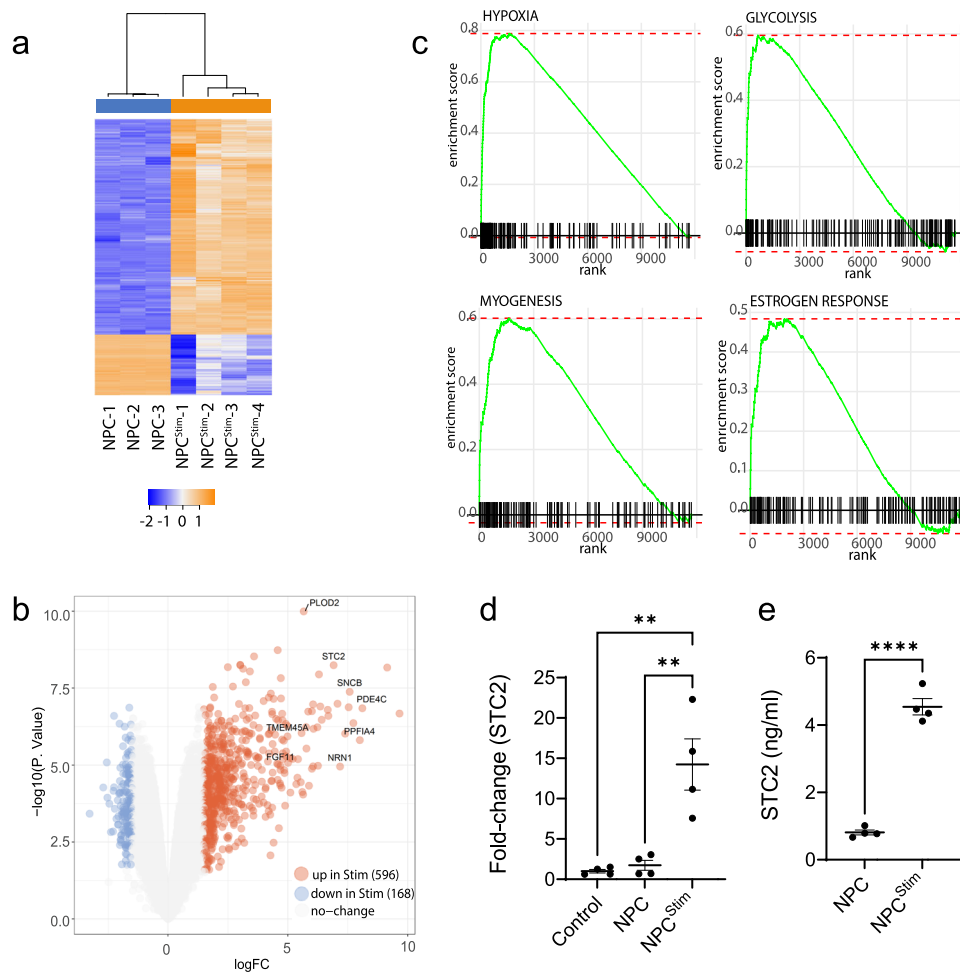 a
NPC-1
NPC-2
NPC-3
NPCStim-1
NPCStim-2
NPCStim-3
NPCStim-4
-2 -1 0 1
c
HYPOXIA
enrichment score
0.8
0.6
0.4
0.2
0.0
0 3000 6000 9000
rank
GLYCOLYSIS
enrichment score
0.6
0.4
0.2
0.0
0 3000 6000 9000
rank
MYOGENESIS
enrichment score
0.6
0.4
0.2
0.0
0 3000 6000 9000
rank
ESTROGEN RESPONSE
enrichment score
0.5
0.4
0.3
0.2
0.1
0.0
0 3000 6000 9000
rank
b
−log10(P. Value)
10.0
7.5
5.0
2.5
0.0
PLOD2
STC2
SNCB
PDE4C
TMEM45A
PPFIA4
FGF11
NRN1
up in Stim (596)
down in Stim (168)
no−change
0 5 10
logFC
d
**
**
Fold-change (STC2)
25
20
15
10
5
0
Control
NPC
NPCStim
e
****
STC2 (ng/ml)
6
4
2
0
NPC
NPCStim